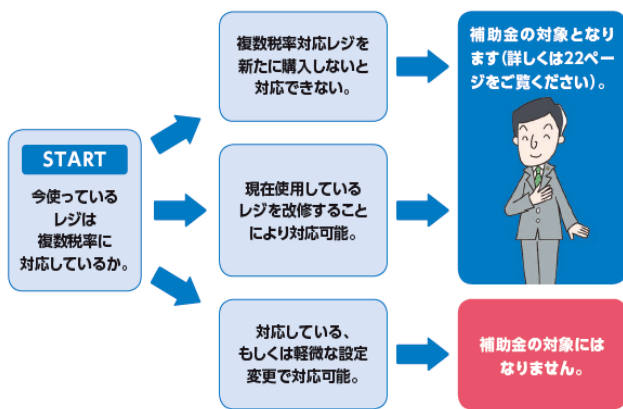 START
今使っている
レジは
複数税率に
対応しているか。
複数税率対応レジを
新たに購入しないと
対応できない。
補助金の対象となり
ます(詳しくは22ペー
ジをご覧ください)。
現在使用している
レジを改修すること
により対応可能。
対応している、
もしくは軽微な設定
変更で対応可能。
補助金の対象には
なりません。